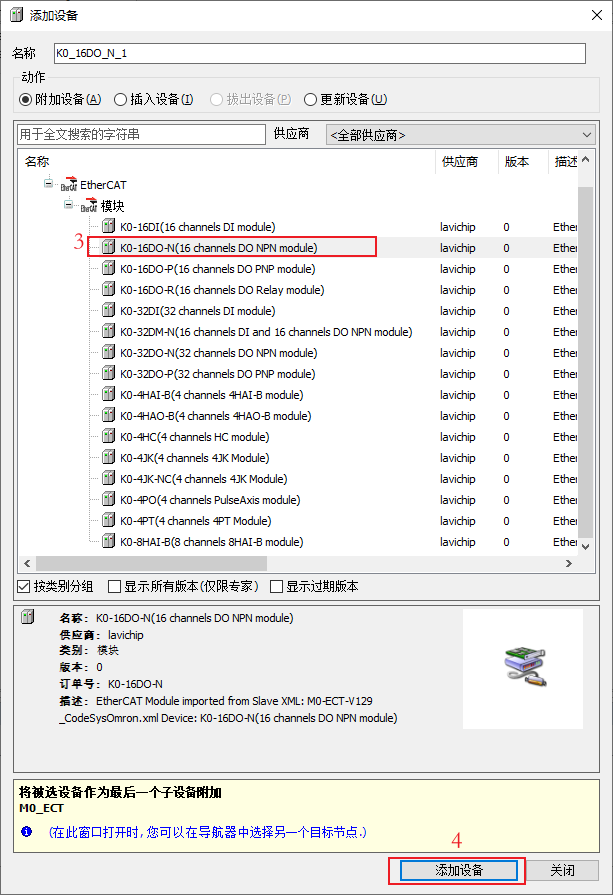 添加设备
名称 K0_16DO_N_1
动作
附加设备(A) 插入设备(I) 拔出设备(P) 更新设备(U)
用于全文搜索的字符串 供应商 <全部供应商>
名称 供应商 版本 描述
EtherCAT
模块
K0-16DI(16 channels DI module) lavichip 0 Ether
3 K0-16DO-N(16 channels DO NPN module) lavichip 0 Ether
K0-16DO-P(16 channels DO PNP module) lavichip 0 Ether
K0-16DO-R(16 channels DO Relay module) lavichip 0 Ether
K0-32DI(32 channels DI module) lavichip 0 Ether
K0-32DM-N(16 channels DI and 16 channels DO NPN module) lavichip 0 Ether
K0-32DO-N(32 channels DO NPN module) lavichip 0 Ether
K0-32DO-P(32 channels DO PNP module) lavichip 0 Ether
K0-4HAI-B(4 channels 4HAI-B module) lavichip 0 Ether
K0-4HAO-B(4 channels 4HAO-B module) lavichip 0 Ether
K0-4HC(4 channels HC module) lavichip 0 Ether
K0-4JK(4 channels 4JK Module) lavichip 0 Ether
K0-4JK-NC(4 channels 4JK Module) lavichip 0 Ether
K0-4PO(4 channels PulseAxis module) lavichip 0 Ether
K0-4PT(4 channels 4PT Module) lavichip 0 Ether
K0-8HAI-B(8 channels 8HAI-B module) lavichip 0 Ether
按类别分组 显示所有版本(仅限专家) 显示过期版本
名称: K0-16DO-N(16 channels DO NPN module)
供应商: lavichip
类别: 模块
版本: 0
订单号: K0-16DO-N
描述: EtherCAT Module imported from Slave XML: M0-ECT-V129
_CodeSysOmron.xml Device: K0-16DO-N(16 channels DO NPN module)
将被选设备作为最后一个子设备附加
M0_ECT
(在此窗口打开时,您可以在导航器中选择另一个目标节点.)
4
添加设备 关闭